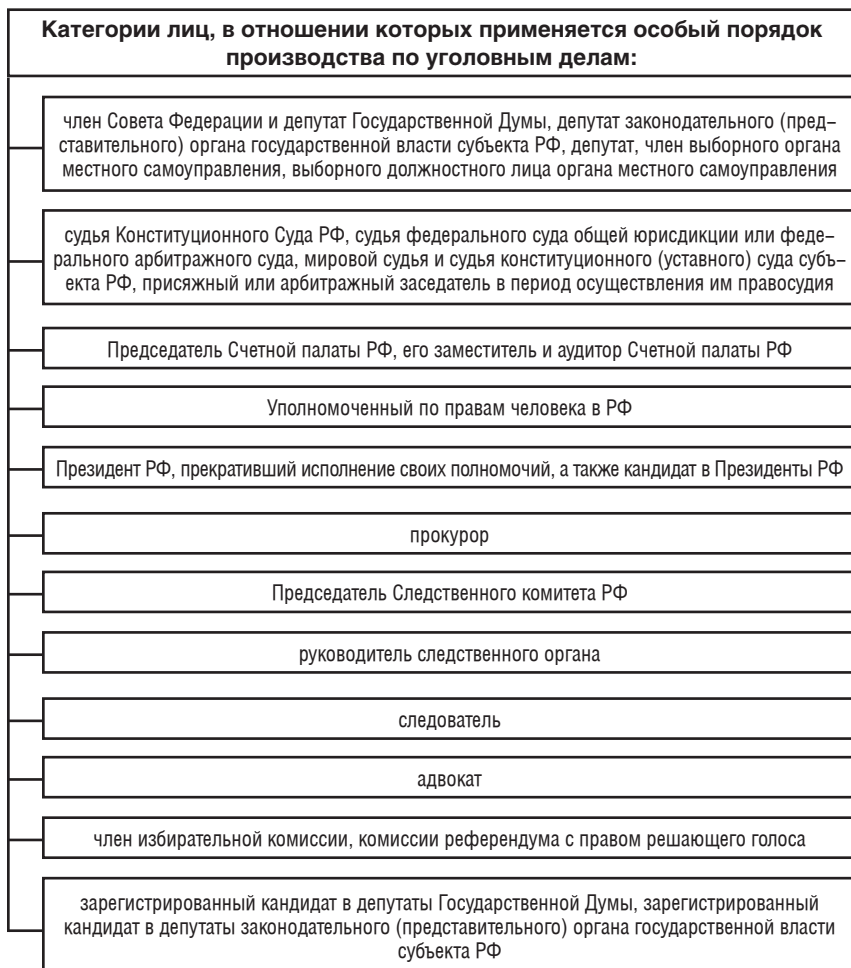 Категории лиц, в отношении которых применяется особый порядок
производства по уголовным делам:
член Совета Федерации и депутат Государственной Думы, депутат законодательного (пред–
ставительного) органа государственной власти субъекта РФ, депутат, член выборного органа
местного самоуправления, выборного должностного лица органа местного самоуправления
судья Конституционного Суда РФ, судья федерального суда общей юрисдикции или феде–
рального арбитражного суда, мировой судья и судья конституционного (уставного) суда субъ–
екта РФ, присяжный или арбитражный заседатель в период осуществления им правосудия
Председатель Счетной палаты РФ, его заместитель и аудитор Счетной палаты РФ
Уполномоченный по правам человека в РФ
Президент РФ, прекративший исполнение своих полномочий, а также кандидат в Президенты РФ
прокурор
Председатель Следственного комитета РФ
руководитель следственного органа
следователь
адвокат
член избирательной комиссии, комиссии референдума с правом решающего голоса
зарегистрированный кандидат в депутаты Государственной Думы, зарегистрированный
кандидат в депутаты законодательного (представительного) органа государственной власти
субъекта РФ